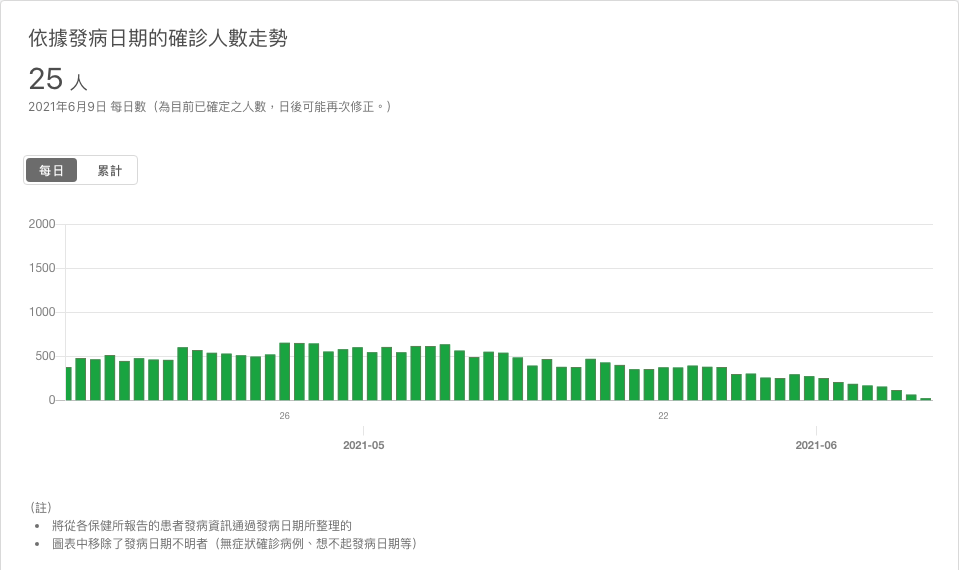 依據發病日期的確診人數走勢
25 人
2021年6月9日 每日數（為目前已確定之人數，日後可能再次修正。）
每日 累計
2000
1500
1000
500
0
26 22
2021-05 2021-06
（註）
• 將從各保健所報告的患者發病資訊通過發病日期所整理的
• 圖表中移除了發病日期不明者（無症狀確診病例、想不起發病日期等）